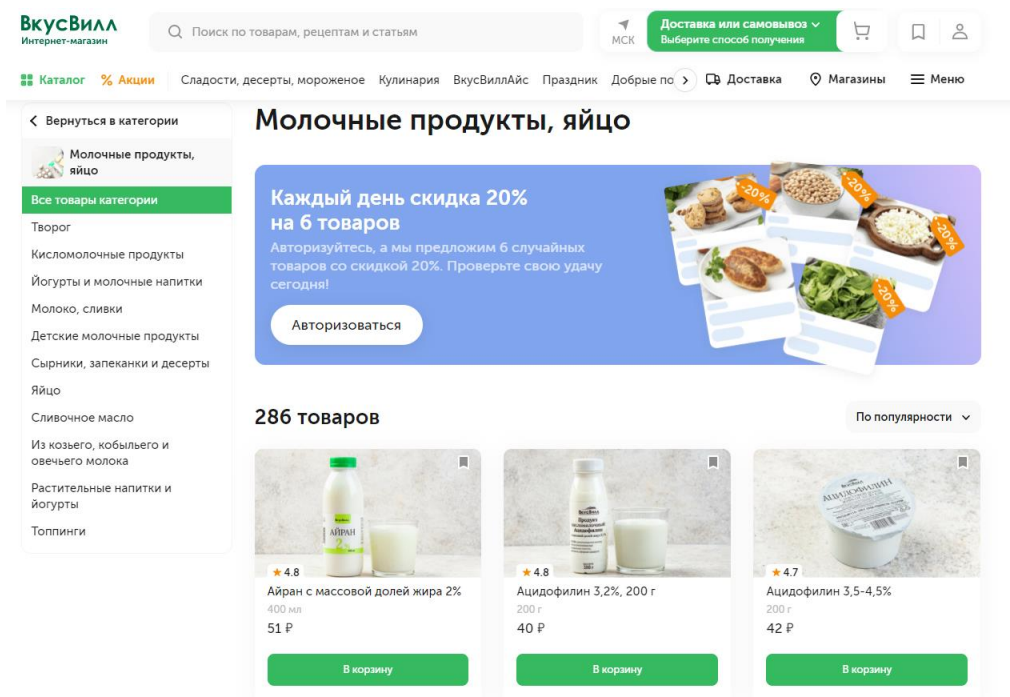 ВкусВилл
Интернет-магазин
Поиск по товарам, рецептам и статьям
МСК
Доставка или самовывоз
Выберите способ получения
Каталог
% Акции
Сладости, десерты, мороженое
Кулинария
ВкусВиллАйс
Праздник
Добрые по
Доставка
Магазины
Меню
Вернуться в категории
Молочные продукты,
яйцо
Все товары категории
Творог
Кисломолочные продукты
Йогурты и молочные напитки
Молоко, сливки
Детские молочные продукты
Сырники, запеканки и десерты
Яйцо
Сливочное масло
Из козьего, кобыльего и
овечьего молока
Растительные напитки и
йогурты
Топпинги
Молочные продукты, яйцо
Каждый день скидка 20%
на 6 товаров
Авторизуйтесь, а мы предложим 6 случайных
товаров со скидкой 20%. Проверьте свою удачу
сегодня!
Авторизоваться
-20%
-20%
-20%
-20%
286 товаров
По популярности
АЙРАН
2%
ВкусВилл
АЦИДОФИЛИН
4.8
Айран с массовой долей жира 2%
400 мл
51 ₽
В корзину
4.8
Ацидофилин 3,2%, 200 г
200 г
40 ₽
В корзину
4.7
Ацидофилин 3,5-4,5%
200 г
42 ₽
В корзину